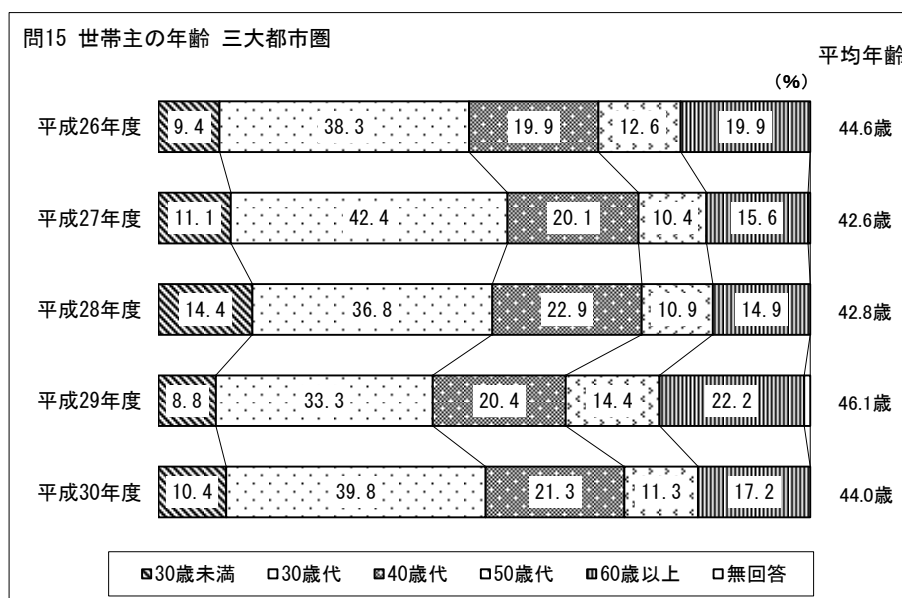 問15 世帯主の年齢 三大都市圏
平均年齢
(%)
平成26年度 9.4 38.3 19.9 12.6 19.9 44.6歳
平成27年度 11.1 42.4 20.1 10.4 15.6 42.6歳
平成28年度 14.4 36.8 22.9 10.9 14.9 42.8歳
平成29年度 8.8 33.3 20.4 14.4 22.2 46.1歳
平成30年度 10.4 39.8 21.3 11.3 17.2 44.0歳
30歳未満 30歳代 40歳代 50歳代 60歳以上 無回答